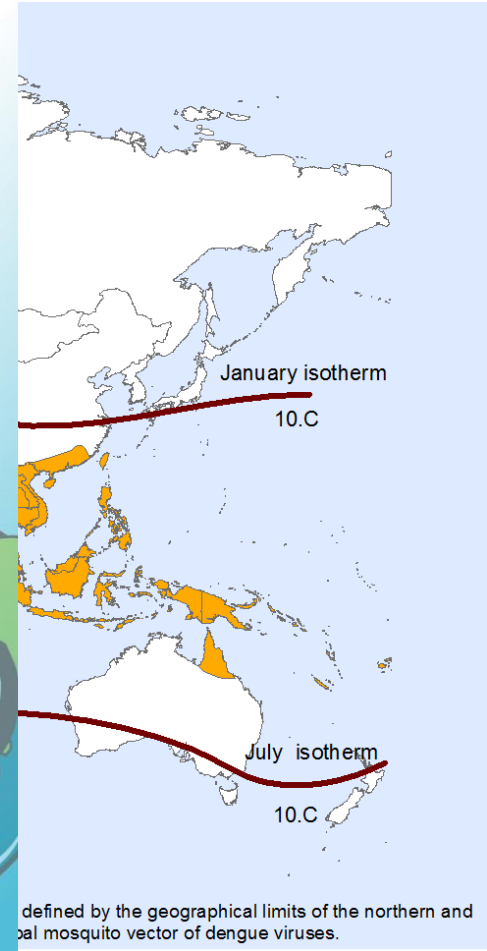 January isotherm
10.C
July isotherm
10.C
defined by the geographical limits of the northern and
mosquito vector of dengue viruses.